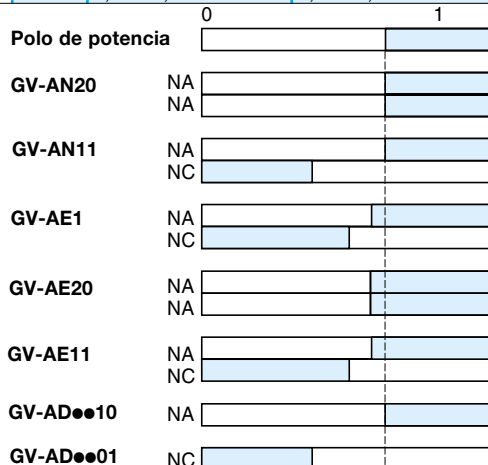 0 1
Polo de potencia
GV-AN20 NA
NA
GV-AN11 NA
NC
GV-AE1 NA
NC
GV-AE20 NA
NA
GV-AE11 NA
NC
GV-AD●●10 NA
GV-AD●●01 NC